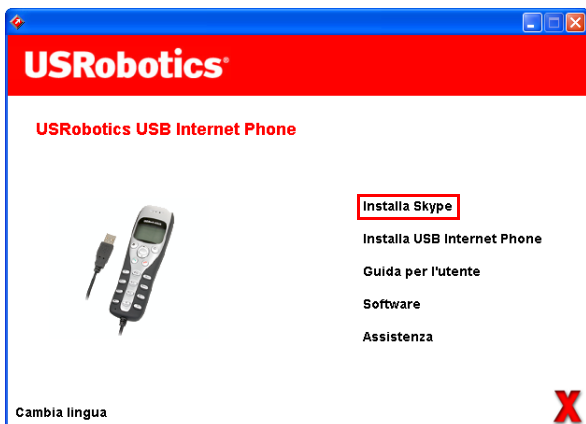 USRobotics
USRobotics USB Internet Phone
Installa Skype
Installa USB Internet Phone
Guida per l'utente
Software
Assistenza
Cambia lingua
X